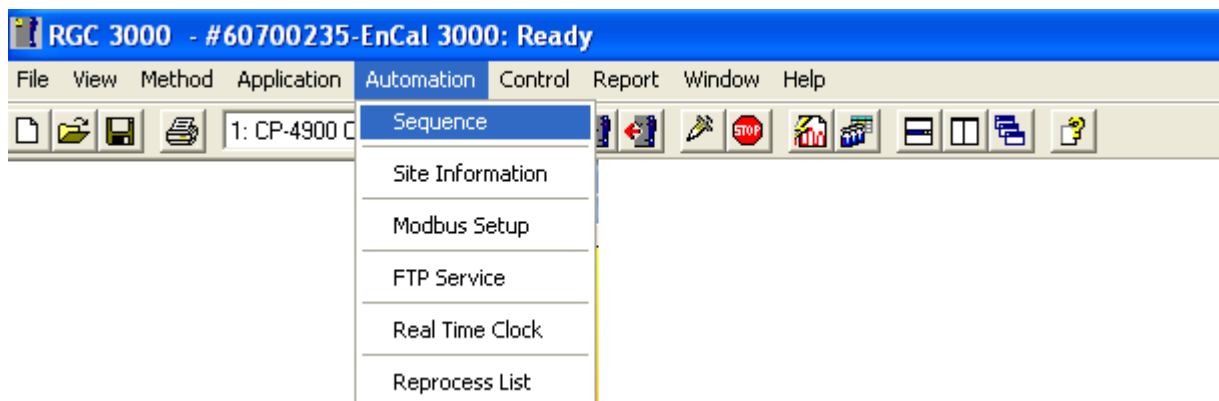 RGC 3000 - #60700235-EnCal 3000: Ready
File View Method Application Automation Control Report Window Help
1: CP-4900 C
STOP
Sequence
Site Information
Modbus Setup
FTP Service
Real Time Clock
Reprocess List